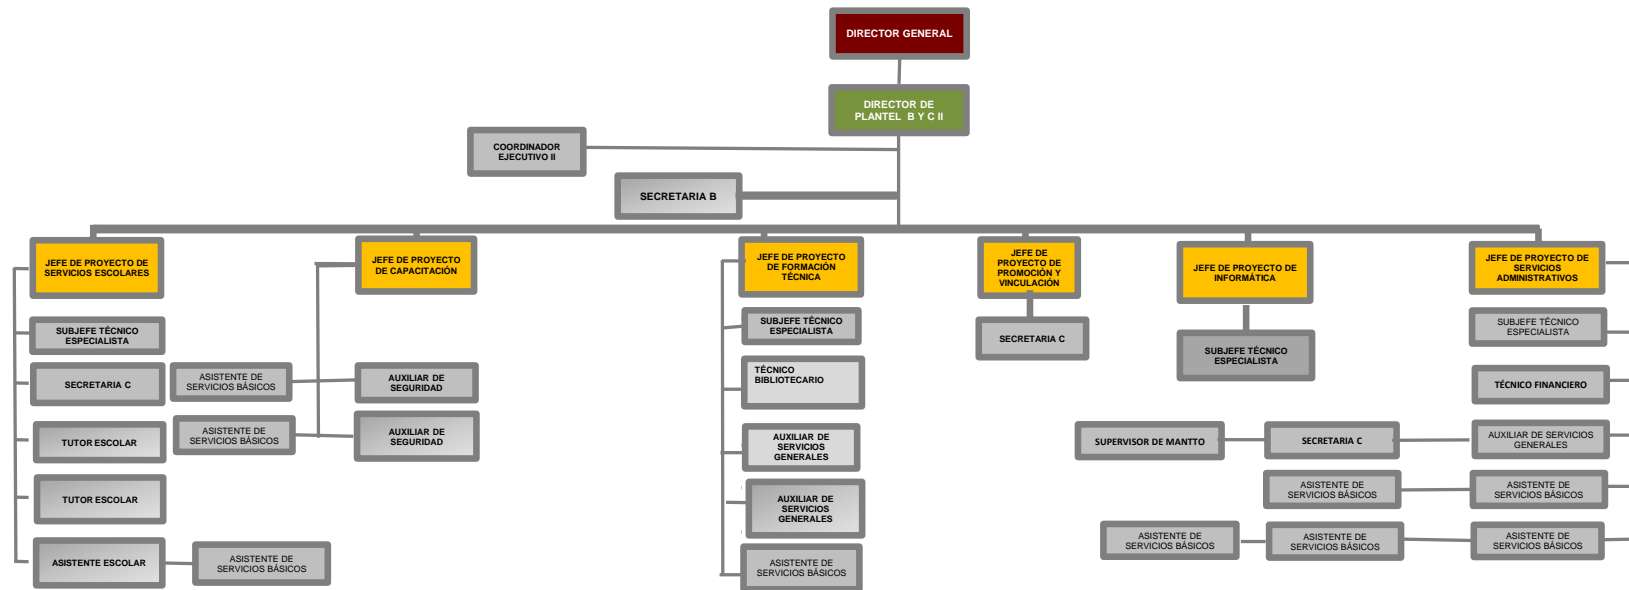 DIRECTOR GENERAL
DIRECTOR DE
PLANTEL B Y C II
COORDINADOR
EJECUTIVO II
SECRETARIA B
JEFE DE PROYECTO DE
SERVICIOS ESCOLARES
JEFE DE PROYECTO
DE CAPACITACIÓN
JEFE DE PROYECTO
DE FORMACIÓN
TÉCNICA
JEFE DE
PROYECTO DE
PROMOCIÓN Y
VINCULACIÓN
JEFE DE PROYECTO DE
INFORMÁTICA
JEFE DE PROYECTO DE
SERVICIOS
ADMINISTRATIVOS
SUBJEFE TÉCNICO
ESPECIALISTA
SECRETARIA C
TUTOR ESCOLAR
TUTOR ESCOLAR
ASISTENTE ESCOLAR
ASISTENTE DE
SERVICIOS BÁSICOS
ASISTENTE DE
SERVICIOS BÁSICOS
AUXILIAR DE
SEGURIDAD
ASISTENTE DE
SERVICIOS BÁSICOS
AUXILIAR DE
SEGURIDAD
SUBJEFE TÉCNICO
ESPECIALISTA
TÉCNICO
BIBLIOTECARIO
AUXILIAR DE
SERVICIOS
GENERALES
AUXILIAR DE
SERVICIOS
GENERALES
ASISTENTE DE
SERVICIOS BÁSICOS
SECRETARIA C
SUBJEFE TÉCNICO
ESPECIALISTA
SUBJEFE TÉCNICO
ESPECIALISTA
TÉCNICO FINANCIERO
SUPERVISOR DE MANTTO
SECRETARIA C
AUXILIAR DE SERVICIOS
GENERALES
ASISTENTE DE
SERVICIOS BÁSICOS
ASISTENTE DE
SERVICIOS BÁSICOS
ASISTENTE DE
SERVICIOS BÁSICOS
ASISTENTE DE
SERVICIOS BÁSICOS
ASISTENTE DE
SERVICIOS BÁSICOS